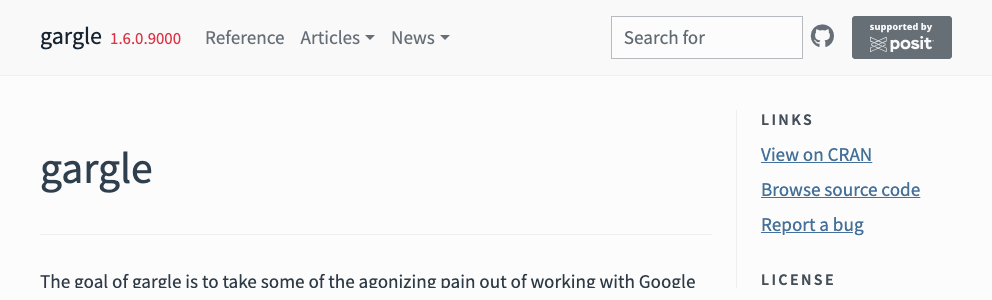 gargle 1.6.0.9000 Reference Articles News Search for supported by posit
gargle
The goal of gargle is to take some of the agonizing pain out of working with Google
LINKS
View on CRAN
Browse source code
Report a bug
LICENSE